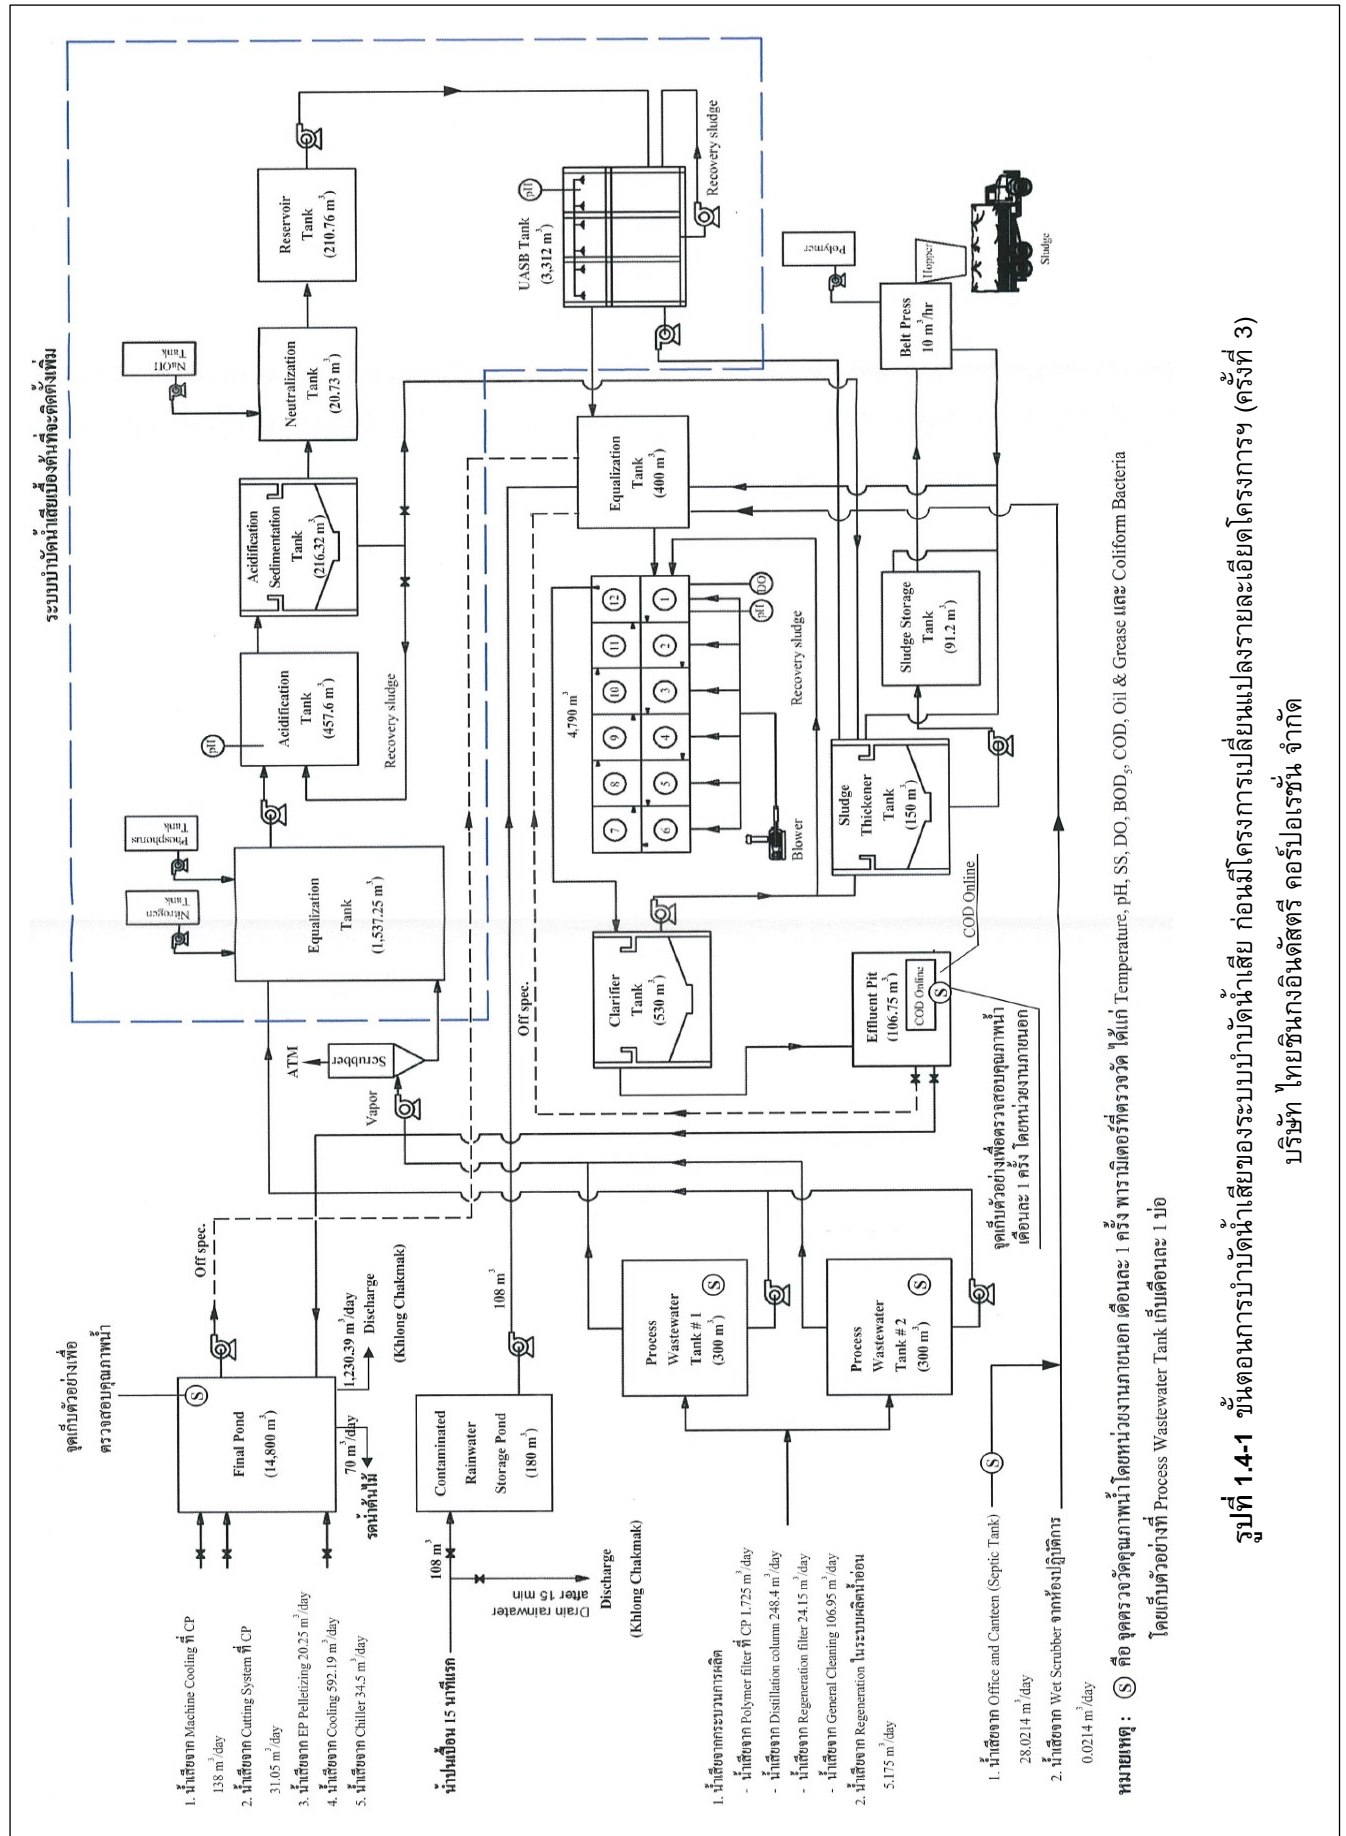 ระบบบำบัดน้ำเสียเบื้องต้นที่จะติดตั้งเพิ่ม
Nitrogen
Tank
Phosphorus
Tank
NaOH
Tank
Equalization
Tank
(1,537.25 m³)
pH
Acidification
Tank
(457.6 m³)
Acidification
Sedimentation
Tank
(216.32 m³)
Neutralization
Tank
(20.73 m³)
Reservoir
Tank
(210.76 m³)
Recovery sludge
pH
UASB Tank
(3,312 m³)
Recovery sludge
ATM
Scrubber
Vapor
จุดเก็บตัวอย่างเพื่อ
ตรวจสอบคุณภาพน้ำ
S
Final Pond
(14,800 m³)
Off spec.
1,230.39 m³/day
Discharge
(Khlong Chakmak)
70 m³/day
รดน้ำต้นไม้
1. น้ำเสียจาก Machine Cooling ที่ CP
138 m³/day
2. น้ำเสียจาก Cutting System ที่ CP
31.05 m³/day
3. น้ำเสียจาก EP Pelletizing 20.25 m³/day
4. น้ำเสียจาก Cooling 592.19 m³/day
5. น้ำเสียจาก Chiller 34.5 m³/day
น้ำปนเปื้อน 15 นาทีแรก
108 m³
Contaminated
Rainwater
Storage Pond
(180 m³)
108 m³
Drain rainwater
after 15 min
Discharge
(Khlong Chakmak)
Off spec.
Equalization
Tank
(400 m³)
4,790 m³
7
8
9
10
11
12
6
5
4
3
2
1
pH
DO
Blower
Recovery sludge
Clarifier
Tank
(530 m³)
Effluent Pit
(106.75 m³)
COD Online
S
COD Online
จุดเก็บตัวอย่างเพื่อตรวจสอบคุณภาพน้ำ
เดือนละ 1 ครั้ง โดยหน่วยงานภายนอก
Sludge
Thickener
Tank
(150 m³)
Sludge Storage
Tank
(91.2 m³)
Belt Press
10 m³/hr
Polymer
Hopper
Sludge
1. น้ำเสียจากกระบวนการผลิต
- น้ำเสียจาก Polymer filter ที่ CP 1.725 m³/day
- น้ำเสียจาก Distillation column 248.4 m³/day
- น้ำเสียจาก Regeneration filter 24.15 m³/day
- น้ำเสียจาก General Cleaning 106.95 m³/day
2. น้ำเสียจาก Regeneration ในระบบผลิตน้ำอ่อน
5.175 m³/day
Process
Wastewater
Tank # 1
(300 m³)
S
Process
Wastewater
Tank # 2
(300 m³)
S
1. น้ำเสียจาก Office and Canteen (Septic Tank)
28.0214 m³/day
S
2. น้ำเสียจาก Wet Scrubber จากห้องปฏิบัติการ
0.0214 m³/day
หมายเหตุ : S คือ จุดตรวจวัดคุณภาพน้ำโดยหน่วยงานภายนอก เดือนละ 1 ครั้ง พารามิเตอร์ที่ตรวจวัด ได้แก่ Temperature, pH, SS, DO, BOD₅, COD, Oil & Grease และ Coliform Bacteria
โดยเก็บตัวอย่างที่ Process Wastewater Tank เก็บเดือนละ 1 บ่อ
รูปที่ 1.4-1 ขั้นตอนการบำบัดน้ำเสียของระบบบำบัดน้ำเสีย ก่อนมีโครงการเปลี่ยนแปลงรายละเอียดโครงการฯ (ครั้งที่ 3)
บริษัท ไทยชินกงอินดัสตรี คอร์ปอเรชั่น จำกัด